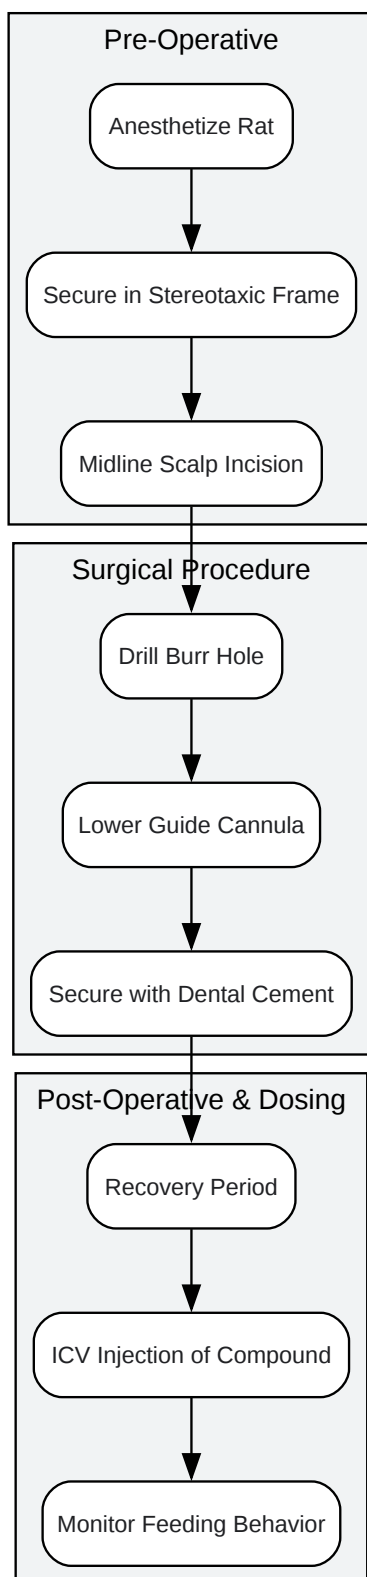 Pre-Operative
Anesthetize Rat
Secure in Stereotaxic Frame
Midline Scalp Incision
Surgical Procedure
Drill Burr Hole
Lower Guide Cannula
Secure with Dental Cement
Post-Operative & Dosing
Recovery Period
ICV Injection of Compound
Monitor Feeding Behavior